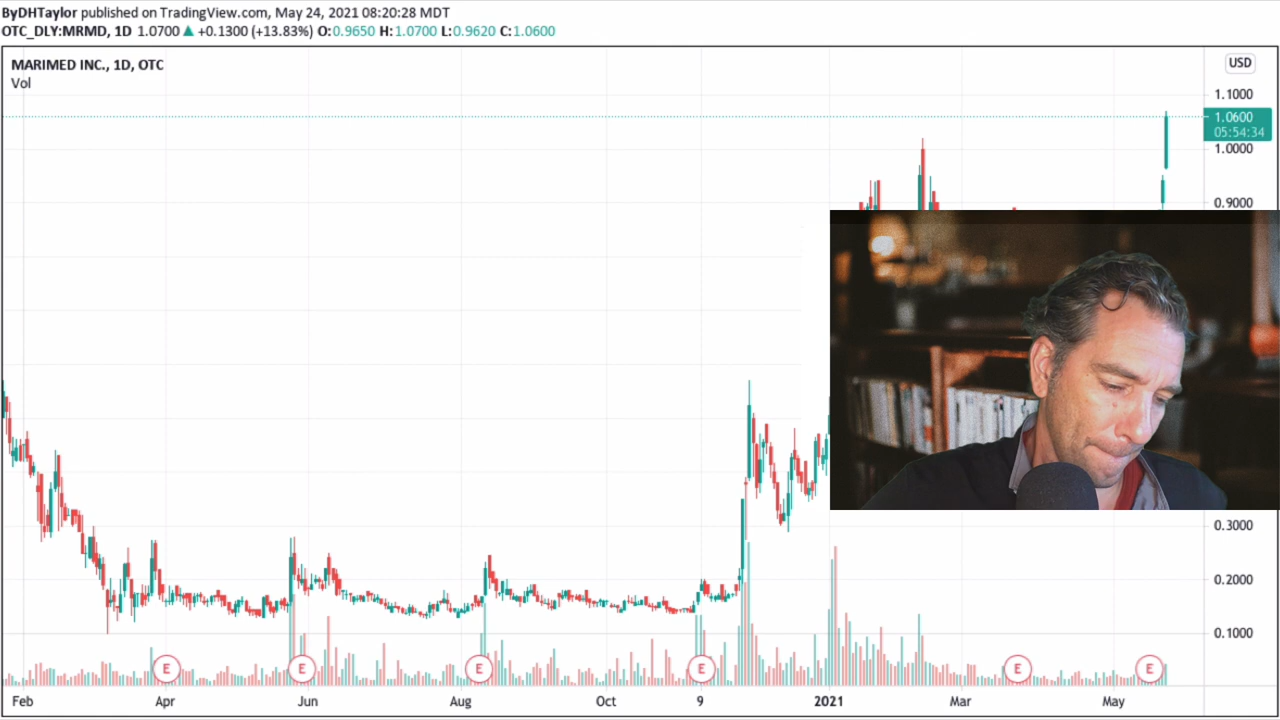 ByDHTaylor published on TradingView.com, May 24, 2021 08:20:28 MDT
OTC_DLY:MRMD, 1D 1.0700 ▲ +0.1300 (+13.83%) O:0.9650 H:1.0700 L:0.9620 C:1.0600
MARIMED INC., 1D, OTC
USD
Vol
1.1000
1.0600
05:54:34
1.0000
0.9000
0.3000
0.2000
0.1000
E E E E E E
Feb Apr Jun Aug Oct 9 2021 Mar May